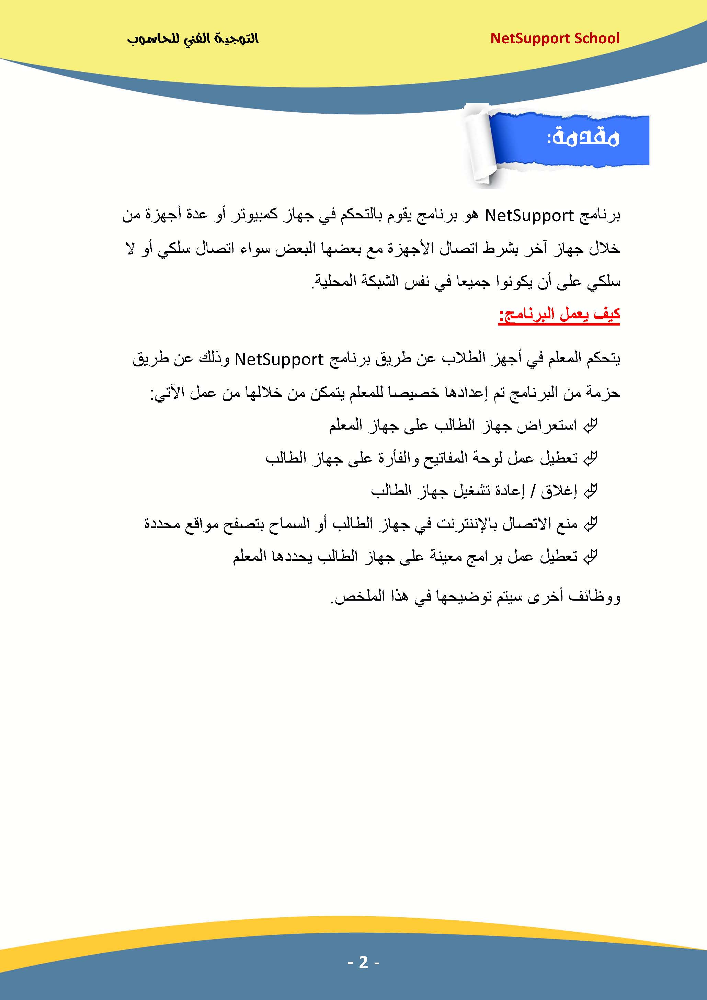 NetSupport School
التوجية الفني للحاسوب
مقدمة:
برنامج NetSupport هو برنامج يقوم بالتحكم في جهاز كمبيوتر أو عدة أجهزة من
خلال جهاز آخر بشرط اتصال الأجهزة مع بعضها البعض سواء اتصال سلكي أو لا
سلكي على أن يكونوا جميعا في نفس الشبكة المحلية.
كيف يعمل البرنامج:
يتحكم المعلم في أجهز الطلاب عن طريق برنامج NetSupport وذلك عن طريق
حزمة من البرنامج تم إعدادها خصيصا للمعلم يتمكن من خلالها من عمل الآتي:
استعراض جهاز الطالب على جهاز المعلم
تعطيل عمل لوحة المفاتيح والفأرة على جهاز الطالب
إغلاق / إعادة تشغيل جهاز الطالب
منع الاتصال بالإننترنت في جهاز الطالب أو السماح بتصفح مواقع محددة
تعطيل عمل برامج معينة على جهاز الطالب يحددها المعلم
ووظائف أخرى سيتم توضيحها في هذا الملخص.
- 2 -